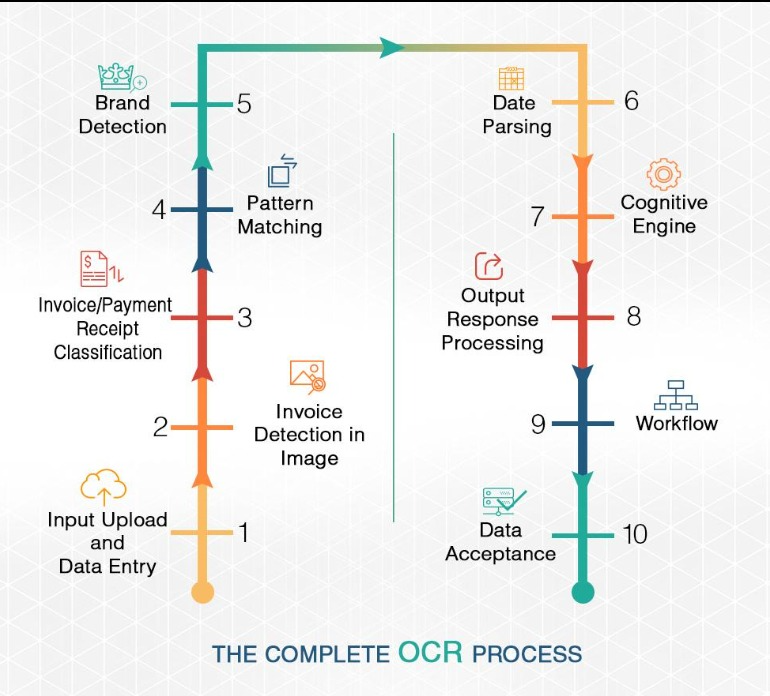 Input Upload
and
Data Entry
1
2
Invoice
Detection in
Image
Invoice/Payment
Receipt
Classification
3
4
Pattern
Matching
Brand
Detection
5
Date
Parsing
6
7
Cognitive
Engine
Output
Response
Processing
8
9
Workflow
Data
Acceptance
10
THE COMPLETE OCR PROCESS